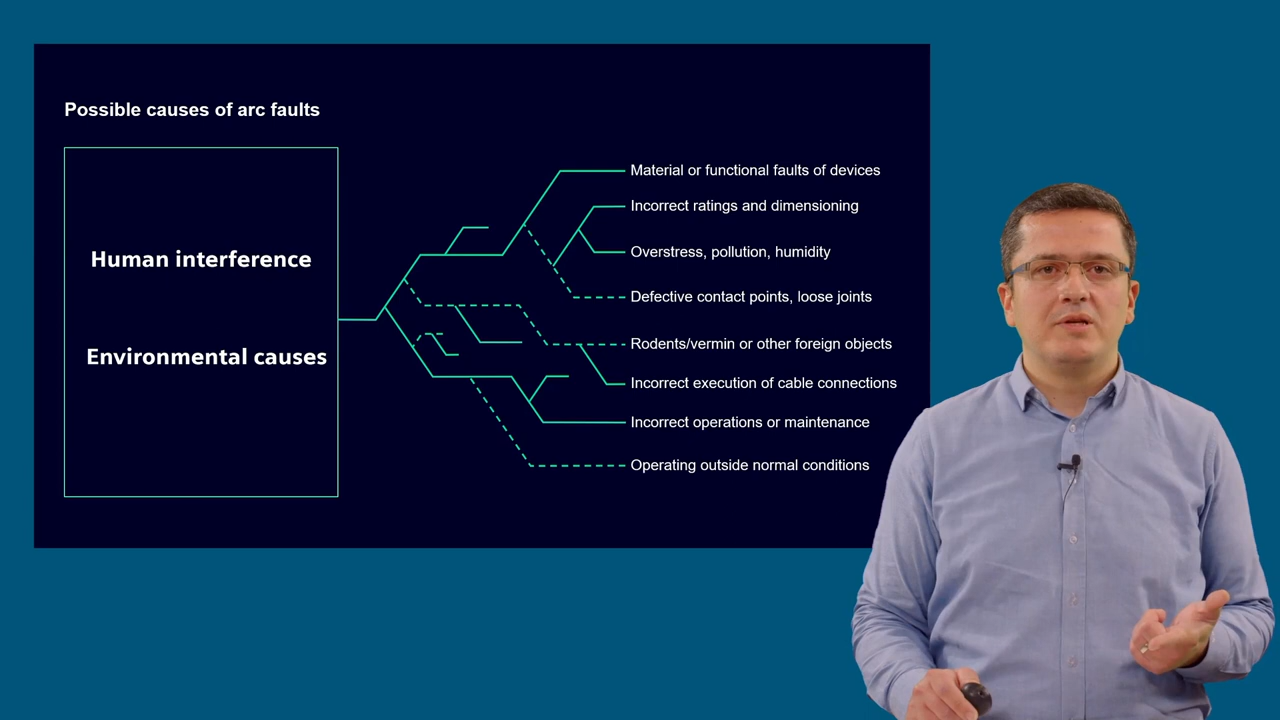 Possible causes of arc faults
Human interference
Environmental causes
Material or functional faults of devices
Incorrect ratings and dimensioning
Overstress, pollution, humidity
Defective contact points, loose joints
Rodents/vermin or other foreign objects
Incorrect execution of cable connections
Incorrect operations or maintenance
Operating outside normal conditions